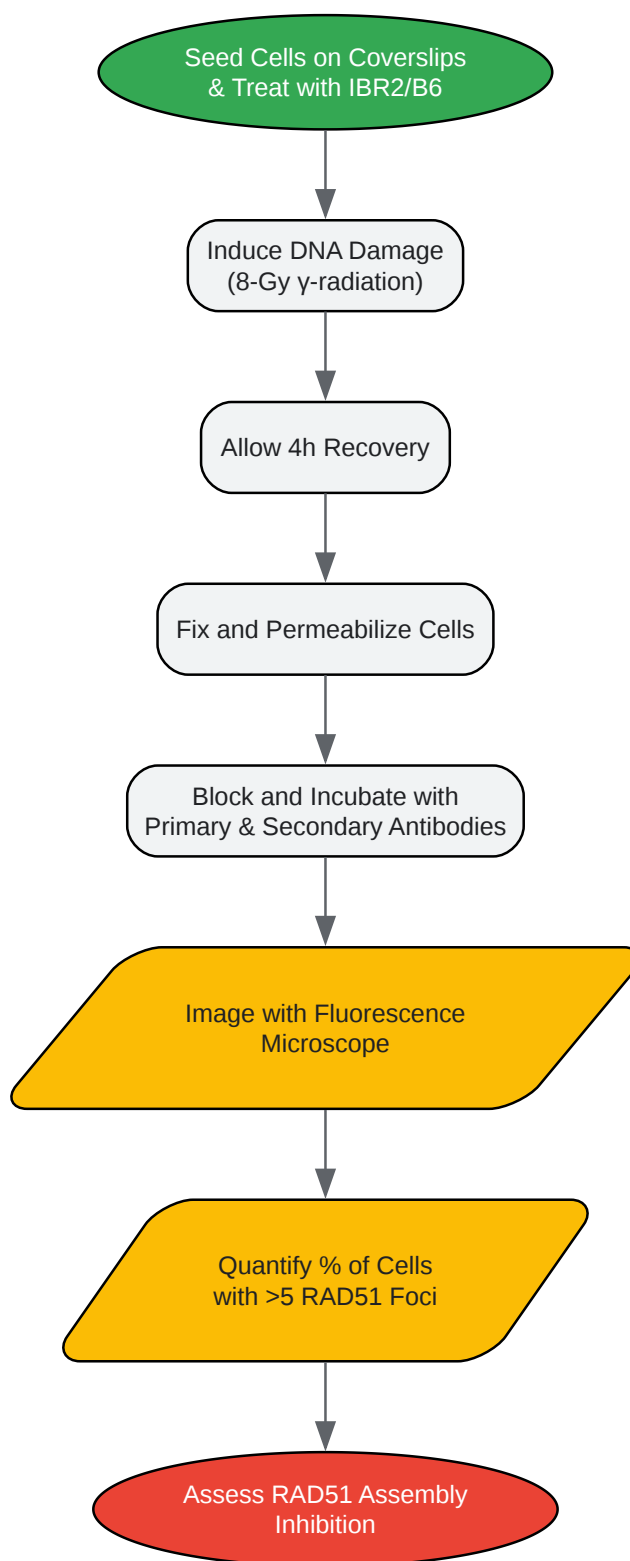 Seed Cells on Coverslips
& Treat with IBR2/B6
Induce DNA Damage
(8-Gy γ-radiation)
Allow 4h Recovery
Fix and Permeabilize Cells
Block and Incubate with
Primary & Secondary Antibodies
Image with Fluorescence
Microscope
Quantify % of Cells
with >5 RAD51 Foci
Assess RAD51 Assembly
Inhibition